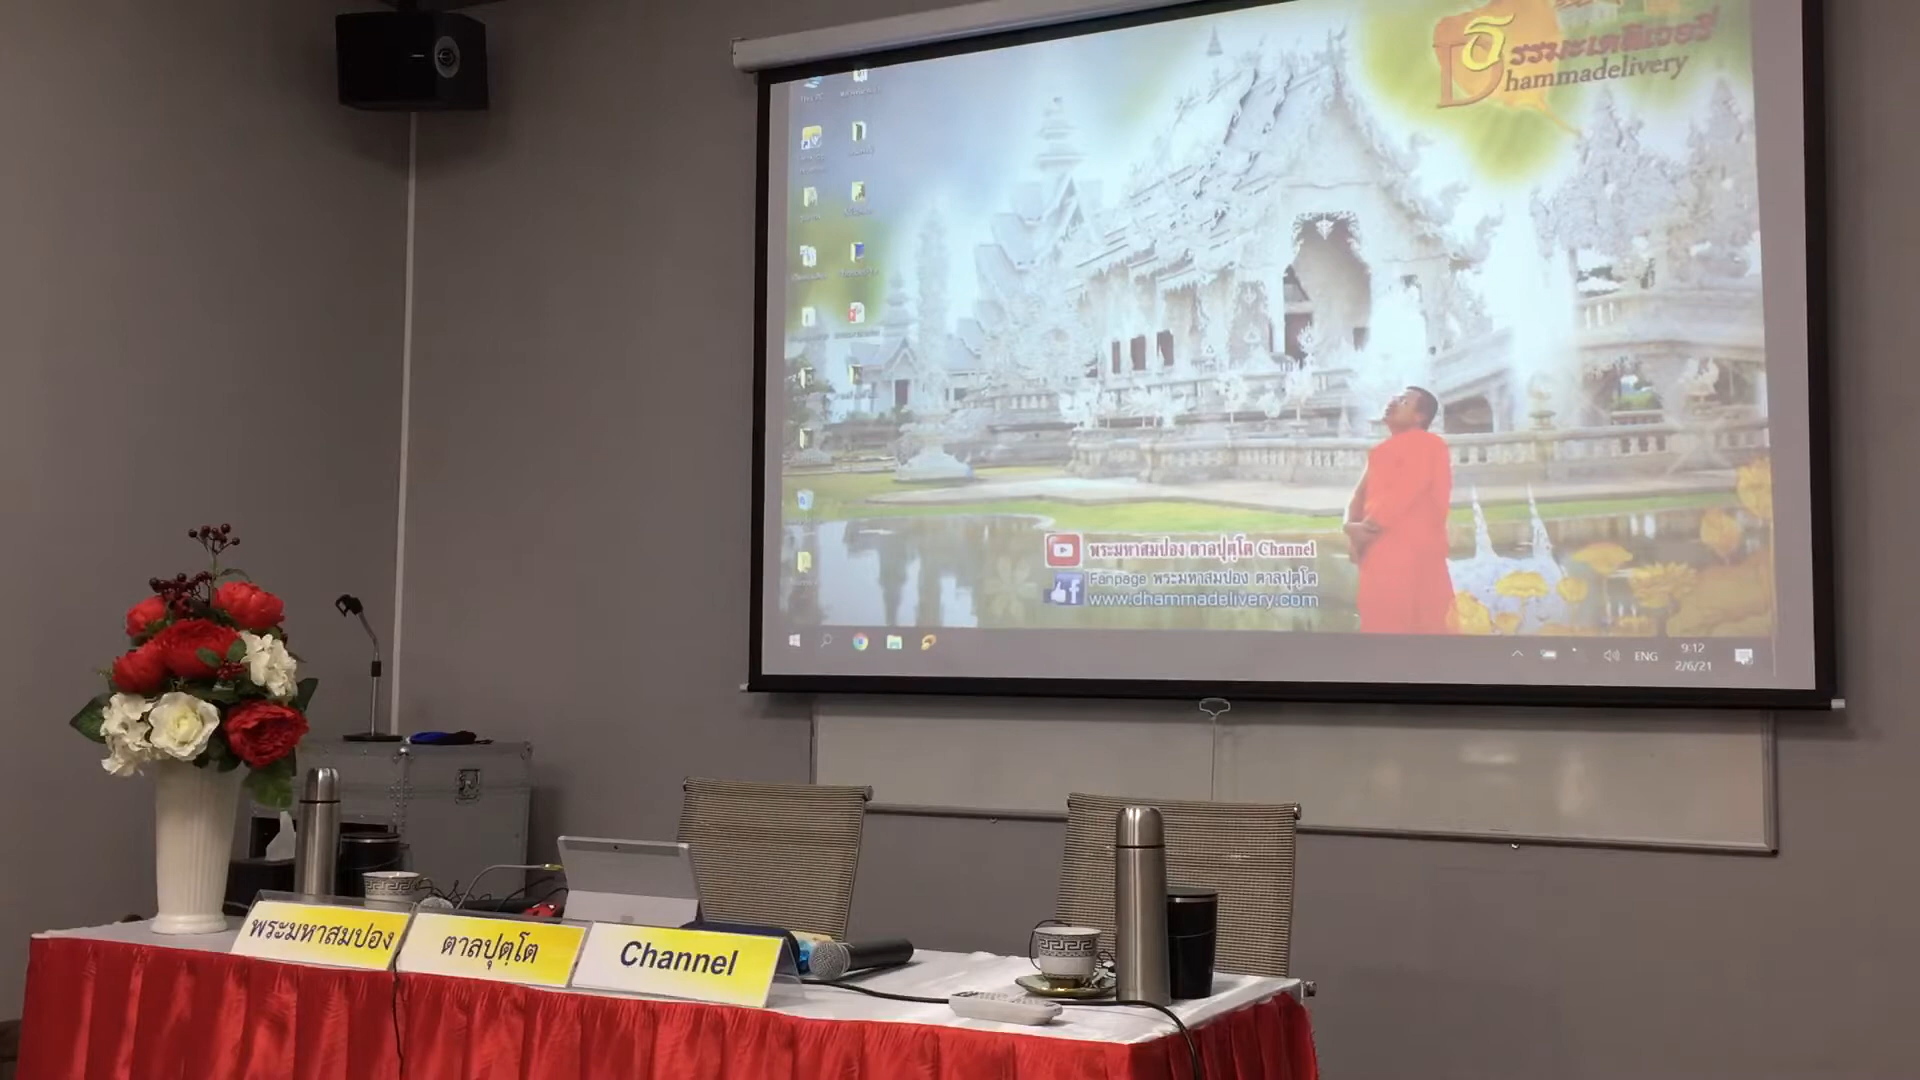 ธรรมะเดลิเวอรี่
Dhammadelivery
พระมหาสมปอง ตาลปุตฺโต Channel
Fanpage พระมหาสมปอง ตาลปุตฺโต
www.dhammadelivery.com
ENG
9:12
2/6/21
พระมหาสมปอง
ตาลปุตฺโต
Channel